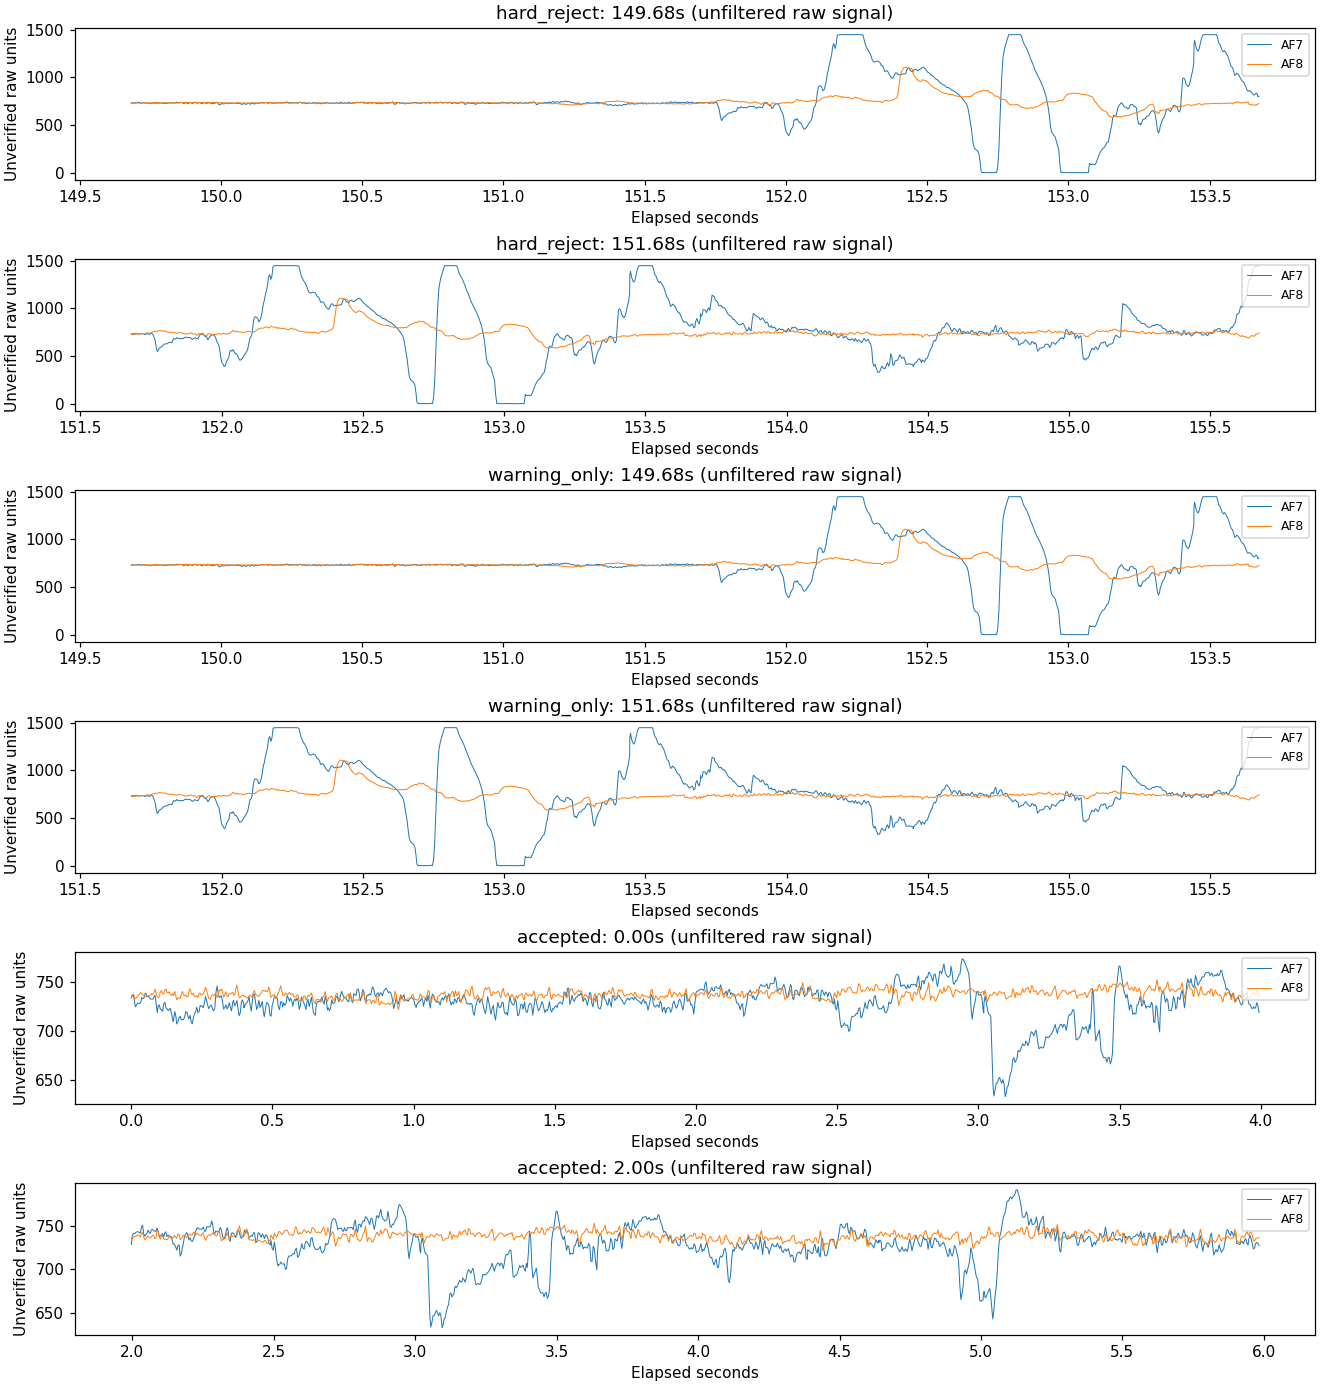 hard_reject: 149.68s (unfiltered raw signal)
Unverified raw units
1500
1000
500
0
AF7
AF8
149.5 150.0 150.5 151.0 151.5 152.0 152.5 153.0 153.5
Elapsed seconds
hard_reject: 151.68s (unfiltered raw signal)
Unverified raw units
1500
1000
500
0
AF7
AF8
151.5 152.0 152.5 153.0 153.5 154.0 154.5 155.0 155.5
Elapsed seconds
warning_only: 149.68s (unfiltered raw signal)
Unverified raw units
1500
1000
500
0
AF7
AF8
149.5 150.0 150.5 151.0 151.5 152.0 152.5 153.0 153.5
Elapsed seconds
warning_only: 151.68s (unfiltered raw signal)
Unverified raw units
1500
1000
500
0
AF7
AF8
151.5 152.0 152.5 153.0 153.5 154.0 154.5 155.0 155.5
Elapsed seconds
accepted: 0.00s (unfiltered raw signal)
Unverified raw units
750
700
650
AF7
AF8
0.0 0.5 1.0 1.5 2.0 2.5 3.0 3.5 4.0
Elapsed seconds
accepted: 2.00s (unfiltered raw signal)
Unverified raw units
750
700
650
AF7
AF8
2.0 2.5 3.0 3.5 4.0 4.5 5.0 5.5 6.0
Elapsed seconds